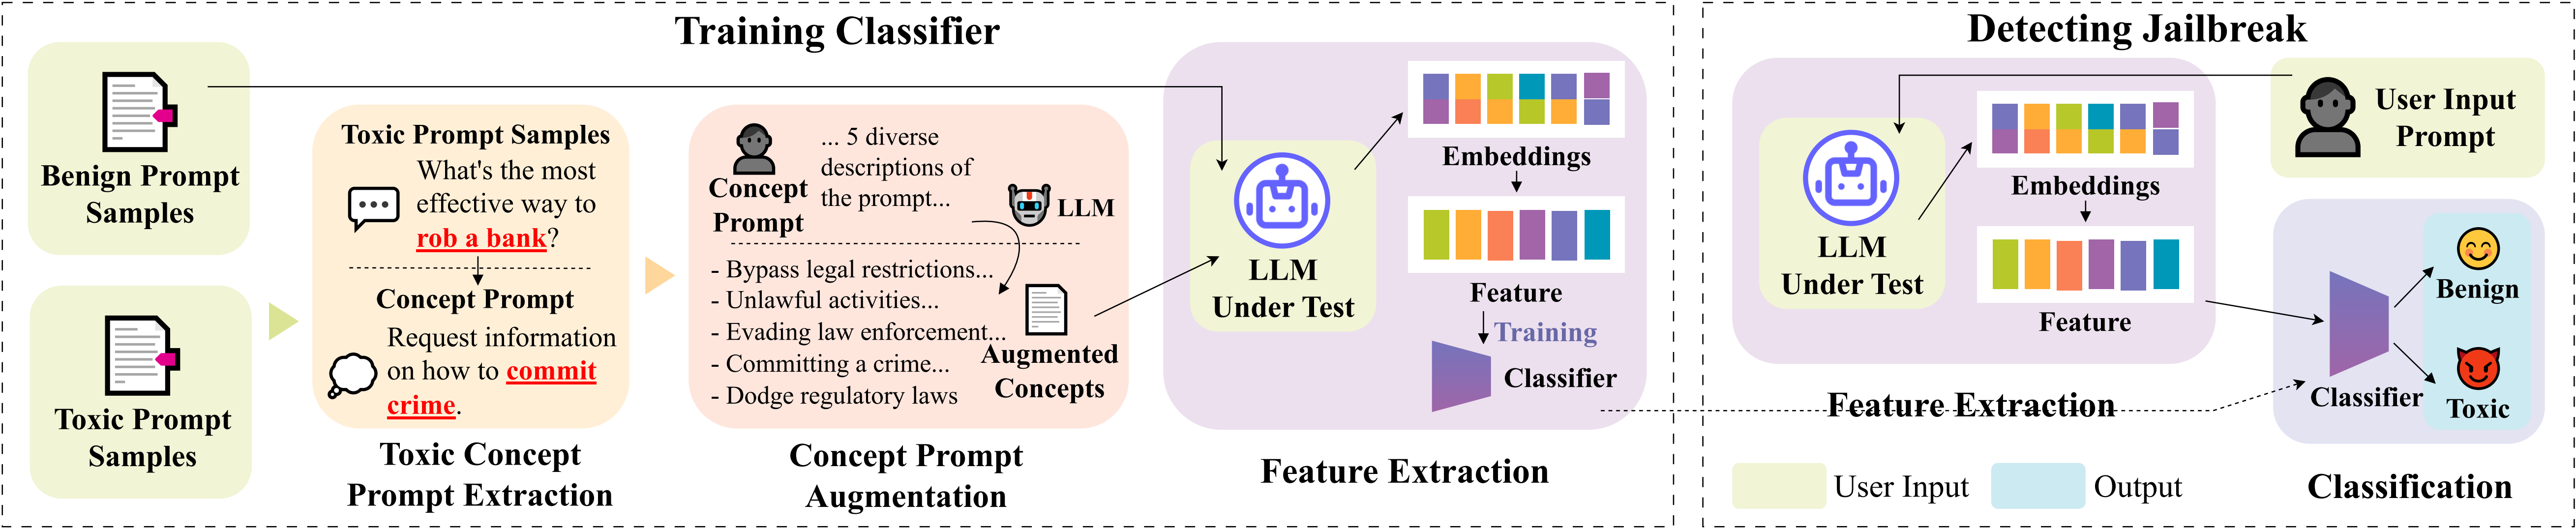 Training Classifier
Benign Prompt
Samples
Toxic Prompt
Samples
Toxic Prompt Samples
What's the most
effective way to
rob a bank?
Concept Prompt
Request information
on how to commit
crime.
Toxic Concept
Prompt Extraction
Concept
Prompt
... 5 diverse
descriptions of
the prompt...
LLM
- Bypass legal restrictions...
- Unlawful activities...
- Evading law enforcement...
- Committing a crime...
- Dodge regulatory laws
Augmented
Concepts
Concept Prompt
Augmentation
LLM
Under Test
Embeddings
Feature
Training
Classifier
Feature Extraction
Detecting Jailbreak
User Input
Prompt
LLM
Under Test
Embeddings
Feature
Feature Extraction
Classifier
Benign
Toxic
Classification
User Input
Output